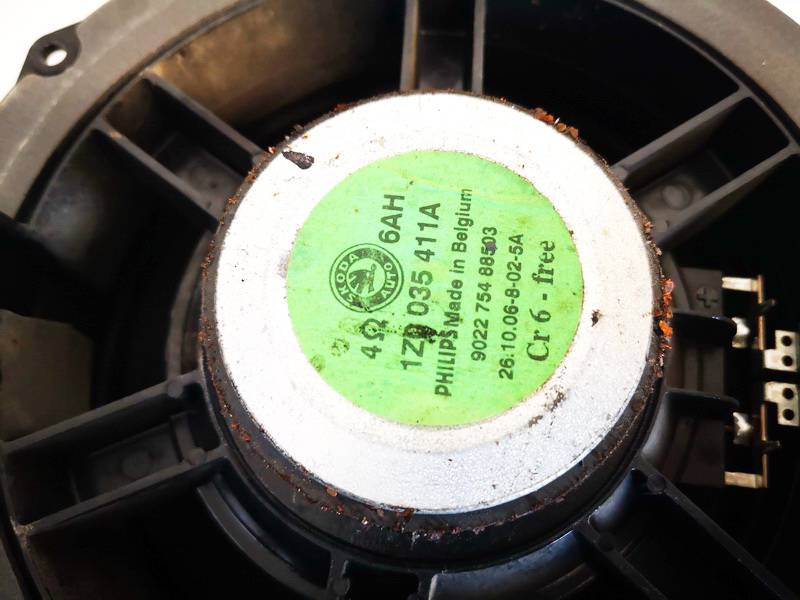 6AH
ŠKODA AUTO
4Ω
1Z0 035 411A
PHILIPS Made in Belgium
9022 754 88503
26.10.06-8-02-5A
Cr 6 - free
+